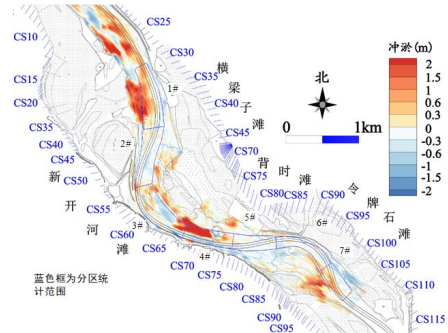 CS10
CS15
CS20
CS35
CS40
CS45
CS50
CS55
CS60
CS65
CS70
CS75
CS80
CS85
CS90
CS95
CS25
CS30
CS35
CS40
CS45
CS70
CS75
CS80
CS85
CS90
CS95
CS100
CS105
CS110
CS115
1#
2#
3#
4#
5#
6#
7#
横梁子滩
背时滩
令牌石滩
新开河滩
北
0 1km
冲淤(m)
2
1.5
1
0.6
0.3
0
-0.3
-0.6
-1
-1.5
-2
蓝色框为分区统
计范围